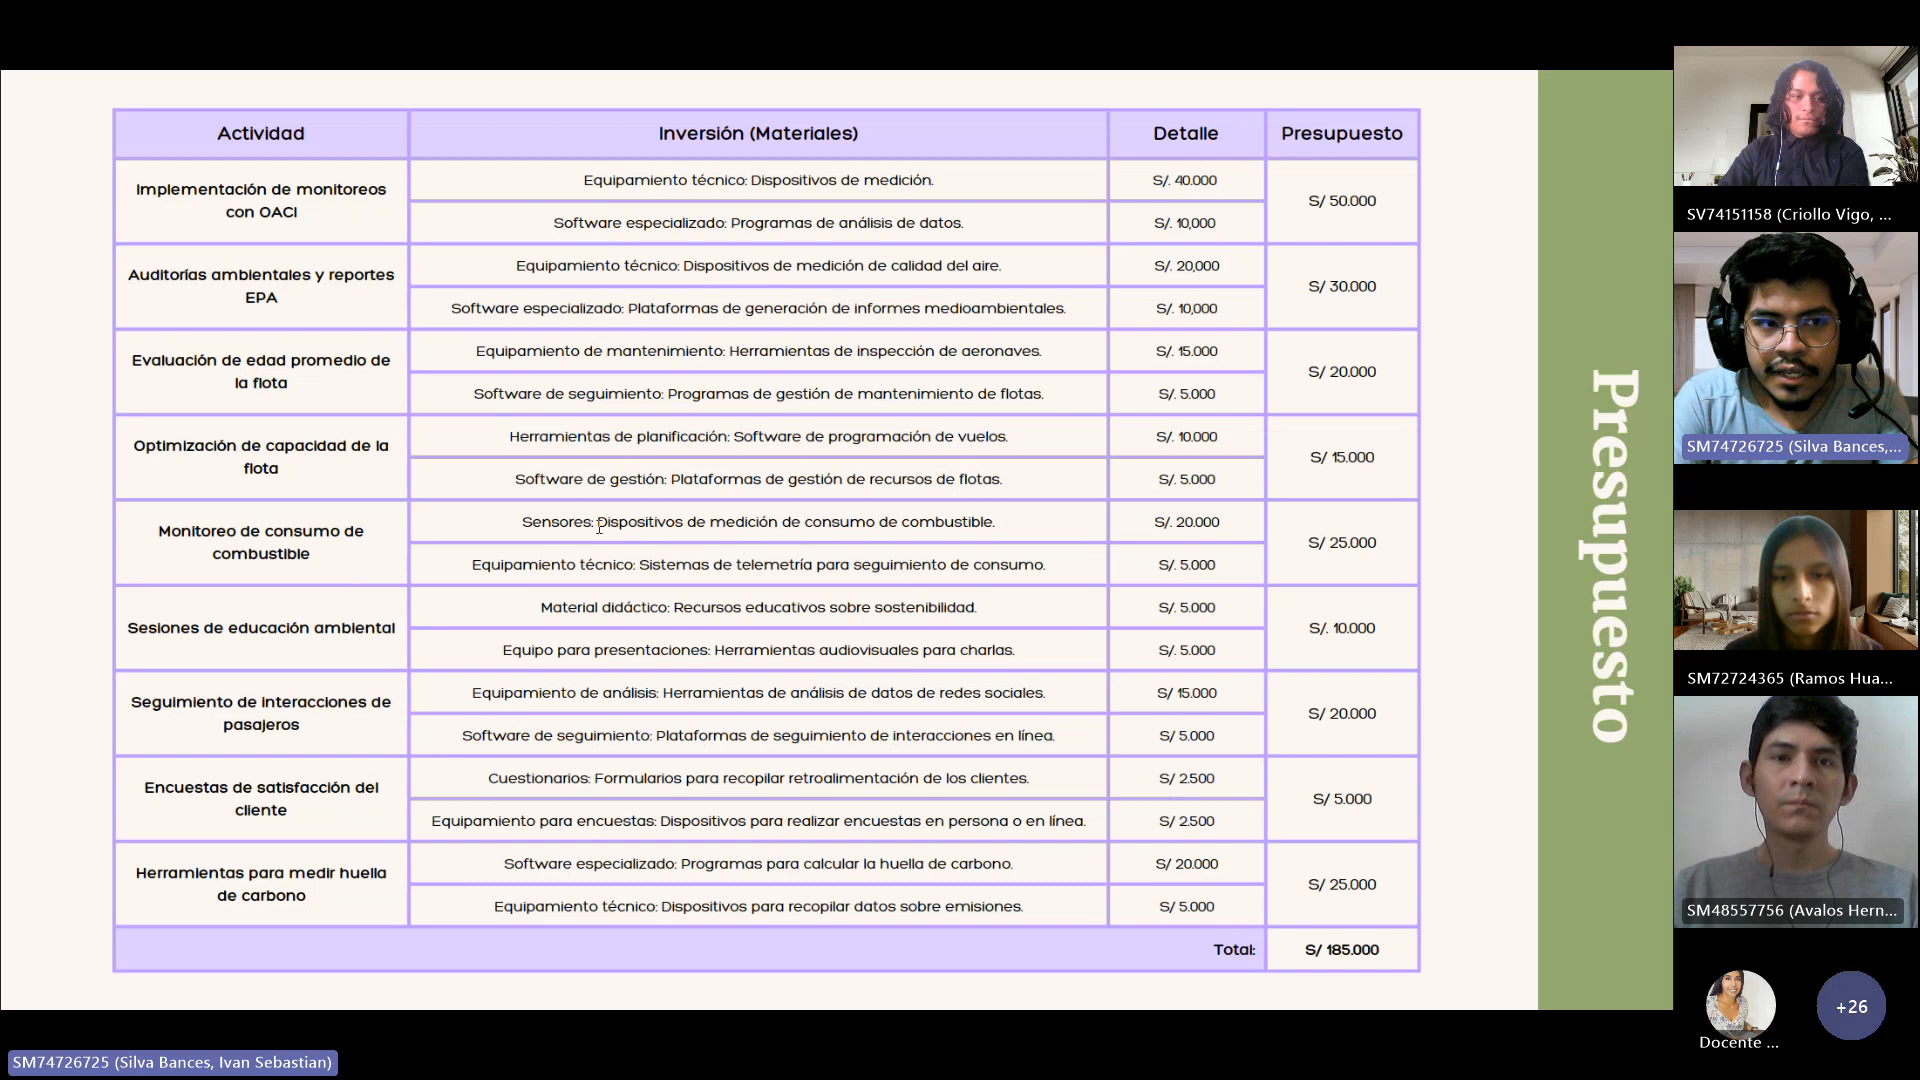 Actividad
Inversión (Materiales)
Detalle
Presupuesto
Implementación de monitoreos
con OACI
Equipamiento técnico: Dispositivos de medición.
S/. 40.000
Software especializado: Programas de análisis de datos.
S/. 10,000
S/ 50.000
Auditorías ambientales y reportes
EPA
Equipamiento técnico: Dispositivos de medición de calidad del aire.
S/. 20,000
Software especializado: Plataformas de generación de informes medioambientales.
S/. 10,000
S/ 30.000
Evaluación de edad promedio de
la flota
Equipamiento de mantenimiento: Herramientas de inspección de aeronaves.
S/. 15.000
Software de seguimiento: Programas de gestión de mantenimiento de flotas.
S/. 5.000
S/ 20.000
Optimización de capacidad de la
flota
Herramientas de planificación: Software de programación de vuelos.
S/. 10.000
Software de gestión: Plataformas de gestión de recursos de flotas.
S/. 5.000
S/ 15.000
Monitoreo de consumo de
combustible
Sensores: Dispositivos de medición de consumo de combustible.
S/. 20.000
Equipamiento técnico: Sistemas de telemetría para seguimiento de consumo.
S/. 5.000
S/ 25.000
Sesiones de educación ambiental
Material didáctico: Recursos educativos sobre sostenibilidad.
S/. 5.000
Equipo para presentaciones: Herramientas audiovisuales para charlas.
S/. 5.000
S/. 10.000
Seguimiento de interacciones de
pasajeros
Equipamiento de análisis: Herramientas de análisis de datos de redes sociales.
S/ 15.000
Software de seguimiento: Plataformas de seguimiento de interacciones en línea.
S/ 5.000
S/ 20.000
Encuestas de satisfacción del
cliente
Cuestionarios: Formularios para recopilar retroalimentación de los clientes.
S/ 2.500
Equipamiento para encuestas: Dispositivos para realizar encuestas en persona o en línea.
S/ 2.500
S/ 5.000
Herramientas para medir huella
de carbono
Software especializado: Programas para calcular la huella de carbono.
S/ 20.000
Equipamiento técnico: Dispositivos para recopilar datos sobre emisiones.
S/ 5.000
S/ 25.000
Total:
S/ 185.000
Presupuesto
SV74151158 (Criollo Vigo, ...
SM74726725 (Silva Bances,...
SM72724365 (Ramos Hua...
SM48557756 (Avalos Hern...
Docente ...
+26
SM74726725 (Silva Bances, Ivan Sebastian)